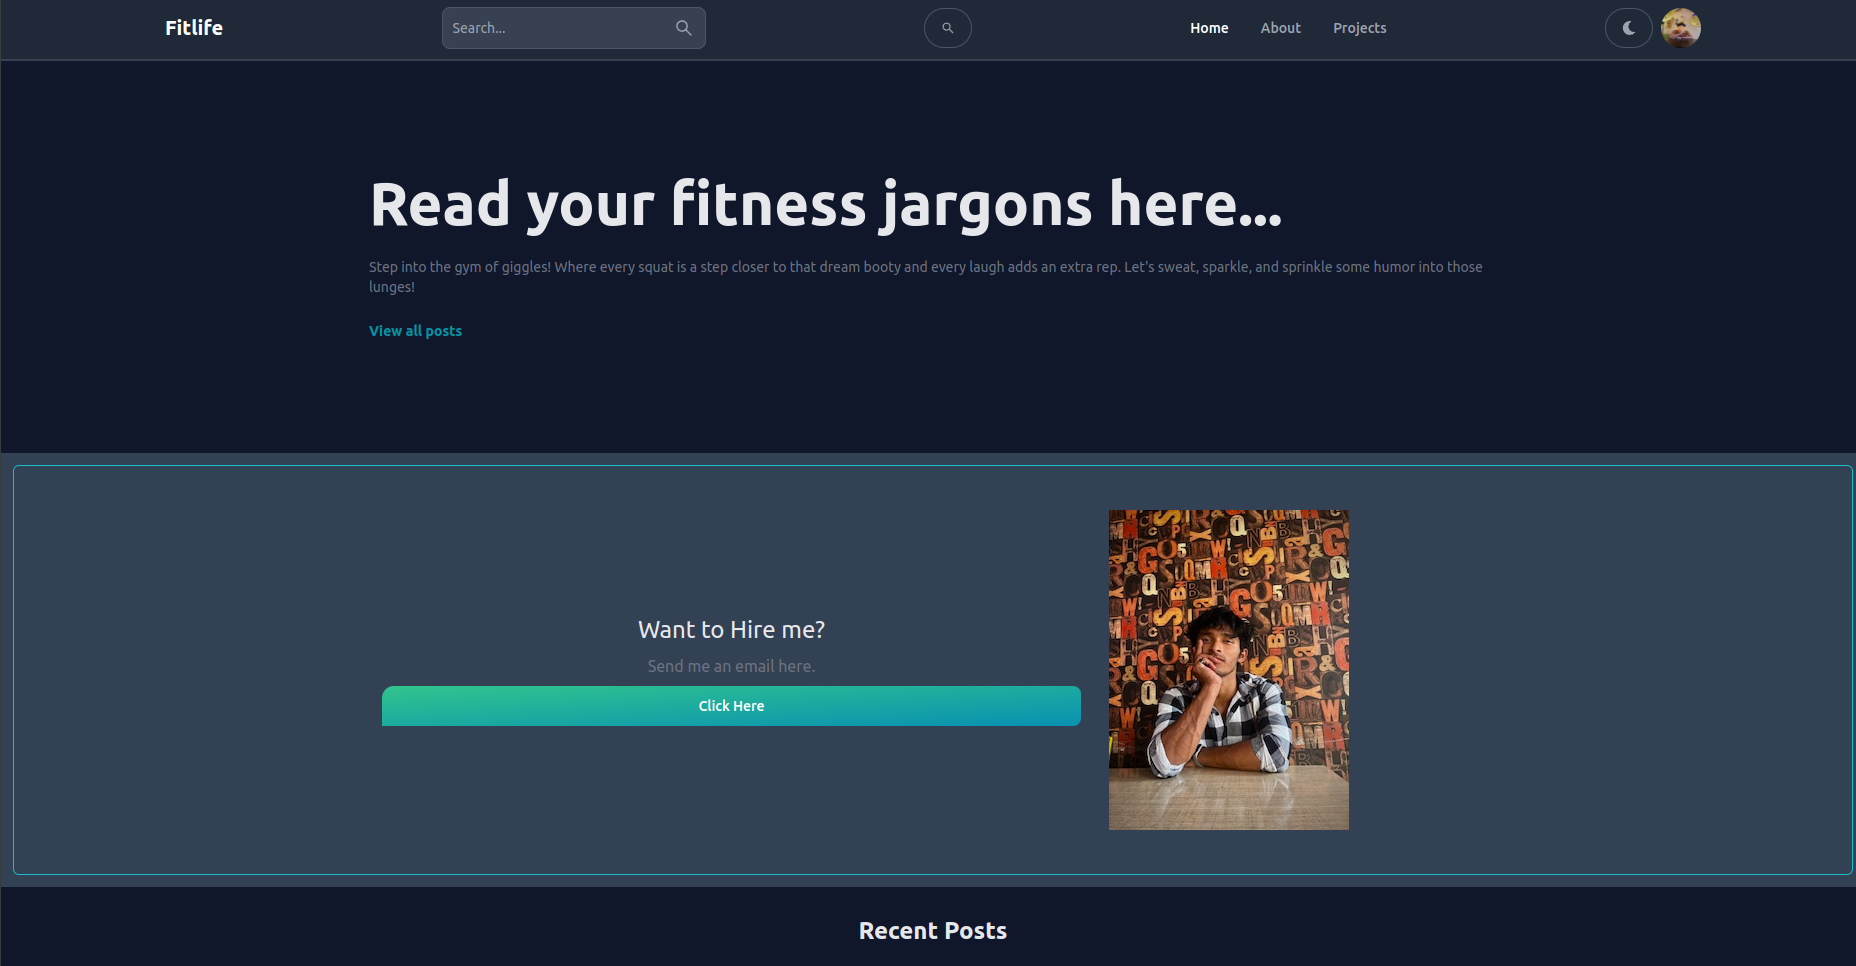 Fitlife
Search...
Home
About
Projects
Read your fitness jargons here...
Step into the gym of giggles! Where every squat is a step closer to that dream booty and every laugh adds an extra rep. Let's sweat, sparkle, and sprinkle some humor into those
lunges!
View all posts
Want to Hire me?
Send me an email here.
Click Here
Recent Posts